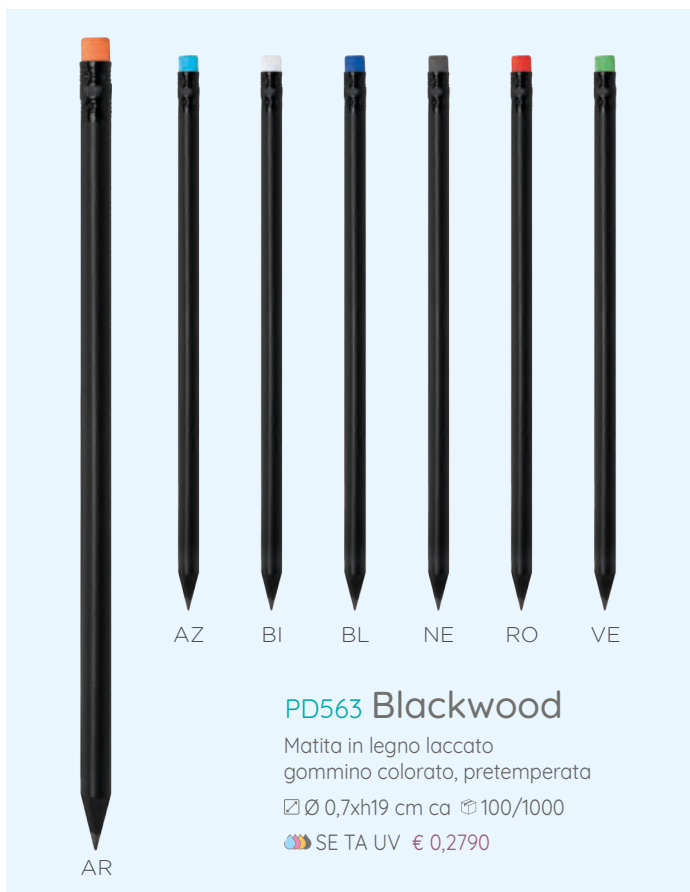 AZ BI BL NE RO VE
PD563 Blackwood
Matita in legno laccato
gommino colorato, pretemperata
Ø 0,7xh19 cm ca 100/1000
SE TA UV € 0,2790
AR